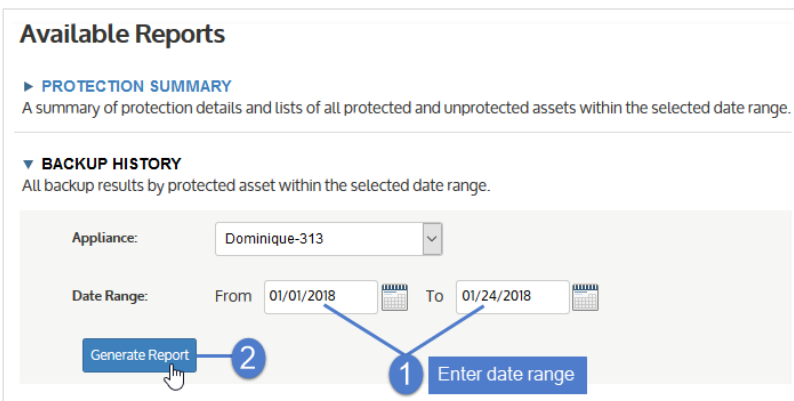 Available Reports
▶ PROTECTION SUMMARY
A summary of protection details and lists of all protected and unprotected assets within the selected date range.
▼ BACKUP HISTORY
All backup results by protected asset within the selected date range.
Appliance: Dominique-313
Date Range: From 01/01/2018 To 01/24/2018
Generate Report 2
1 Enter date range